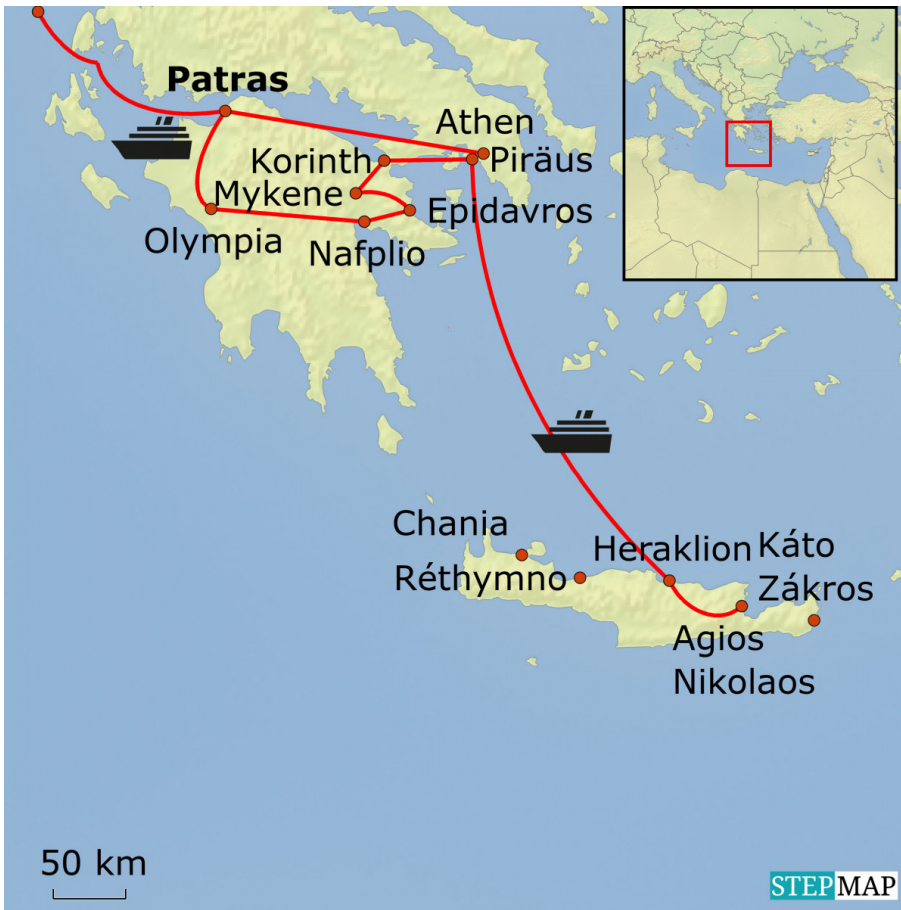 Patras
Athen
Korinth
Piräus
Mykene
Epidavros
Olympia
Nafplio
Chania
Heraklion
Káto
Zákros
Réthymno
Agios
Nikolaos
50 km
STEPMAP